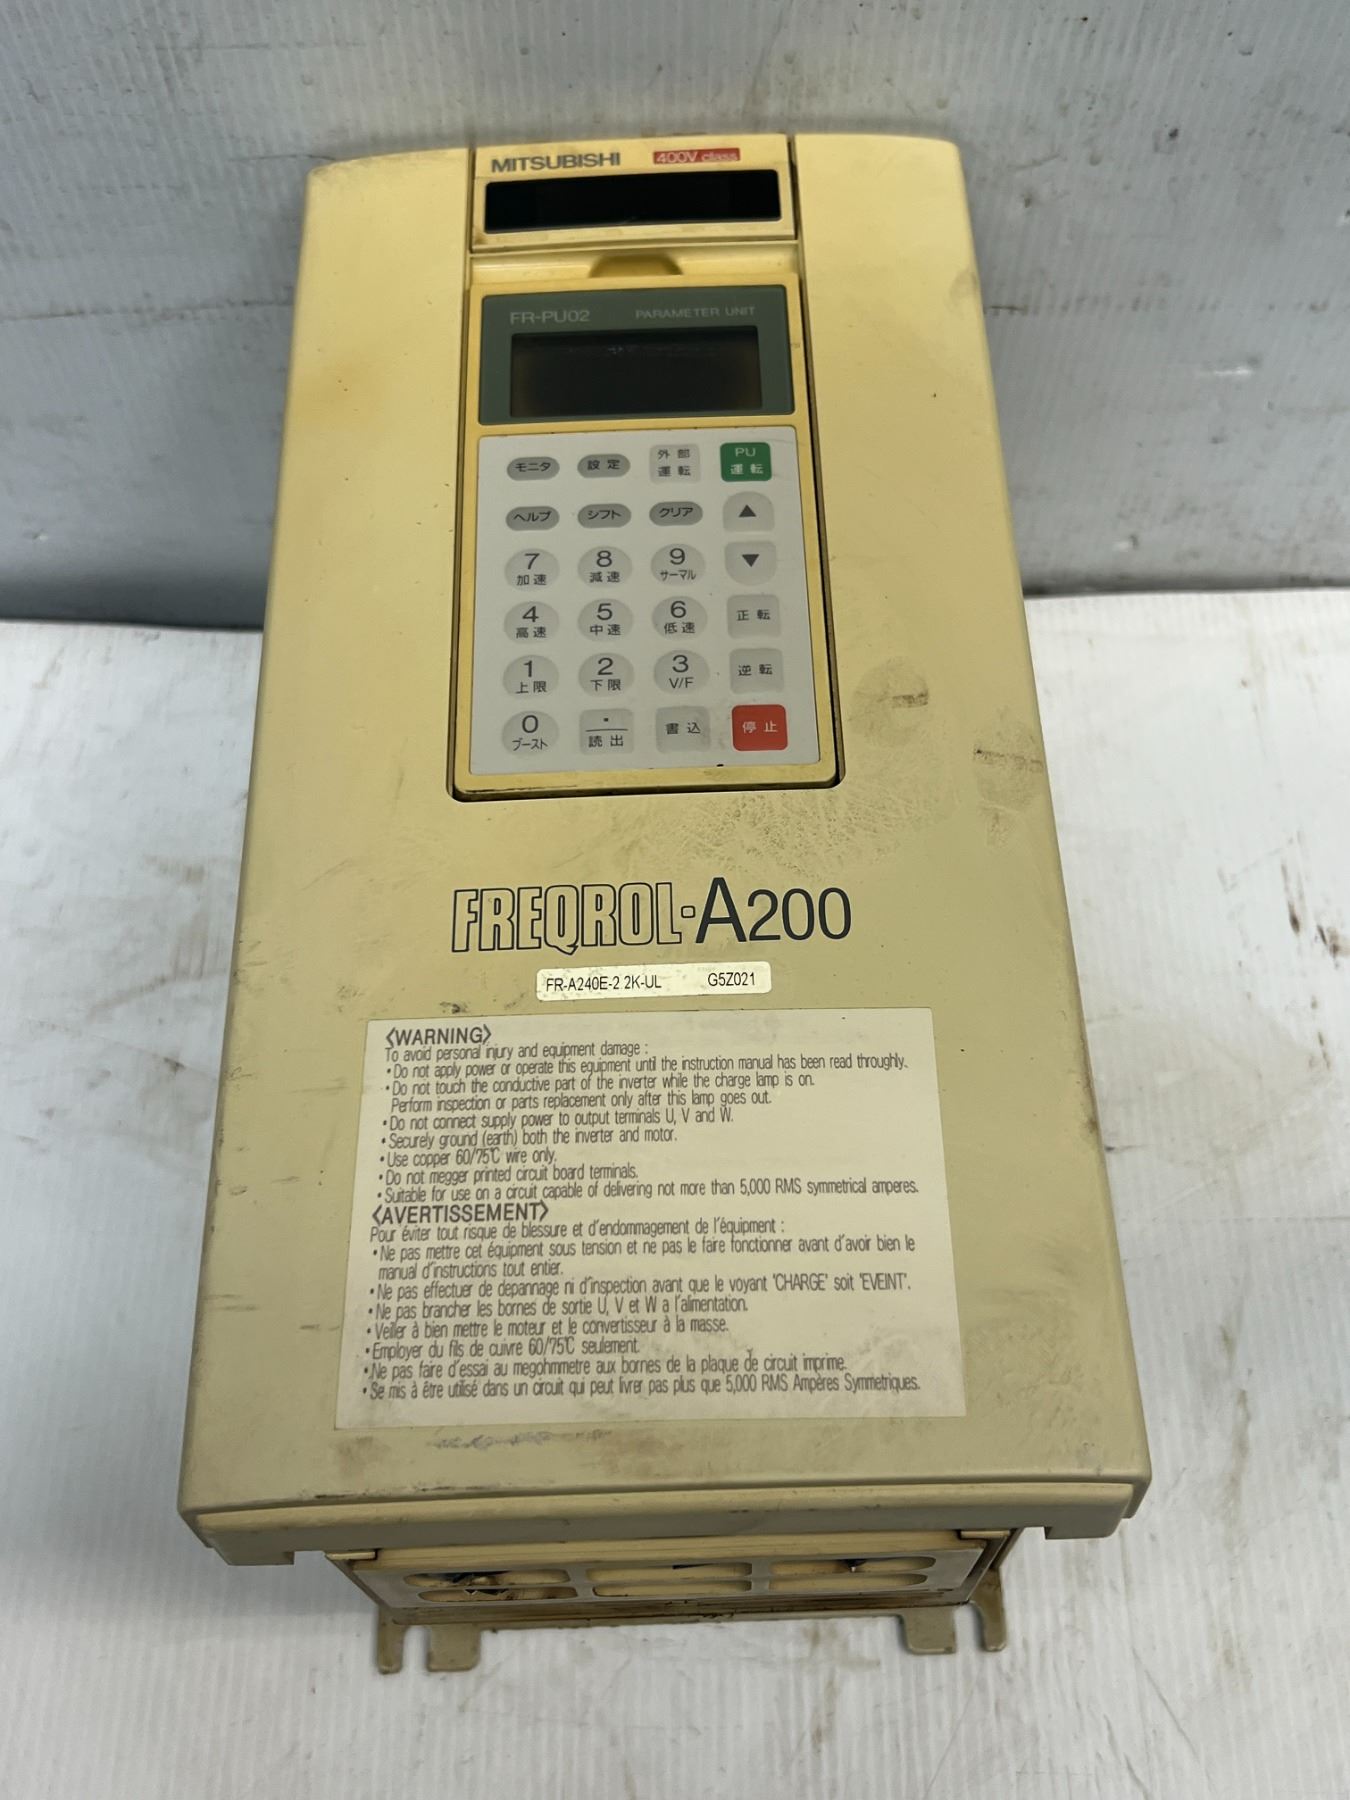 MITSUBISHI 400V class
FR-PU02 PARAMETER UNIT
モニタ 設定 外部運転 PU運転
ヘルプ シフト クリア ▲
7 加速 8 減速 9 サーマル ▼
4 高速 5 中速 6 低速 正転
1 上限 2 下限 3 V/F 逆転
0 ブースト · 読出 書込 停止
FREQROL-A200
FR-A240E-2.2K-UL G5Z021
〈WARNING〉
To avoid personal injury and equipment damage :
• Do not apply power or operate this equipment until the instruction manual has been read throughly.
• Do not touch the conductive part of the inverter while the charge lamp is on.
Perform inspection or parts replacement only after this lamp goes out.
• Do not connect supply power to output terminals U, V and W.
• Securely ground (earth) both the inverter and motor.
• Use copper 60/75℃ wire only.
• Do not megger printed circuit board terminals.
• Suitable for use on a circuit capable of delivering not more than 5,000 RMS symmetrical amperes.
〈AVERTISSEMENT〉
Pour éviter tout risque de blessure et d'endommagement de l'équipment :
• Ne pas mettre cet équipment sous tension et ne pas le faire fonctionner avant d'avoir bien le
manual d'instructions tout entier.
• Ne pas effectuer de depannage ni d'inspection avant que le voyant 'CHARGE' soit 'EVEINT'.
• Ne pas brancher les bornes de sortie U, V et W a l'alimentation.
• Veiller à bien mettre le moteur et le convertisseur à la masse.
• Employer du fils de cuivre 60/75℃ seulement.
• Ne pas faire d'essai au megohmmetre aux bornes de la plaque de circuit imprime.
• Se mis à être utilisé dans un circuit qui peut livrer pas plus que 5,000 RMS Ampères Symmetriques.